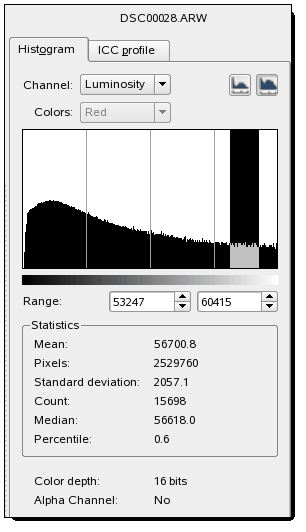 DSC00028.ARW
Histogram
ICC profile
Channel: Luminosity
Colors: Red
Range: 53247 60415
Statistics
Mean: 56700.8
Pixels: 2529760
Standard deviation: 2057.1
Count: 15698
Median: 56618.0
Percentile: 0.6
Color depth: 16 bits
Alpha Channel: No